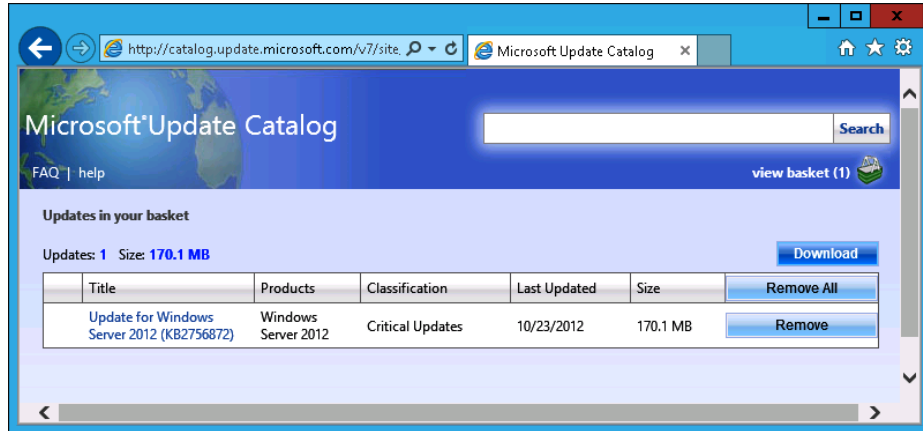 http://catalog.update.microsoft.com/v7/site.
Microsoft Update Catalog
Microsoft Update Catalog
Search
FAQ | help
view basket (1)
Updates in your basket
Updates: 1 Size: 170.1 MB
Download
Title Products Classification Last Updated Size Remove All
Update for Windows Server 2012 (KB2756872) Windows Server 2012 Critical Updates 10/23/2012 170.1 MB Remove